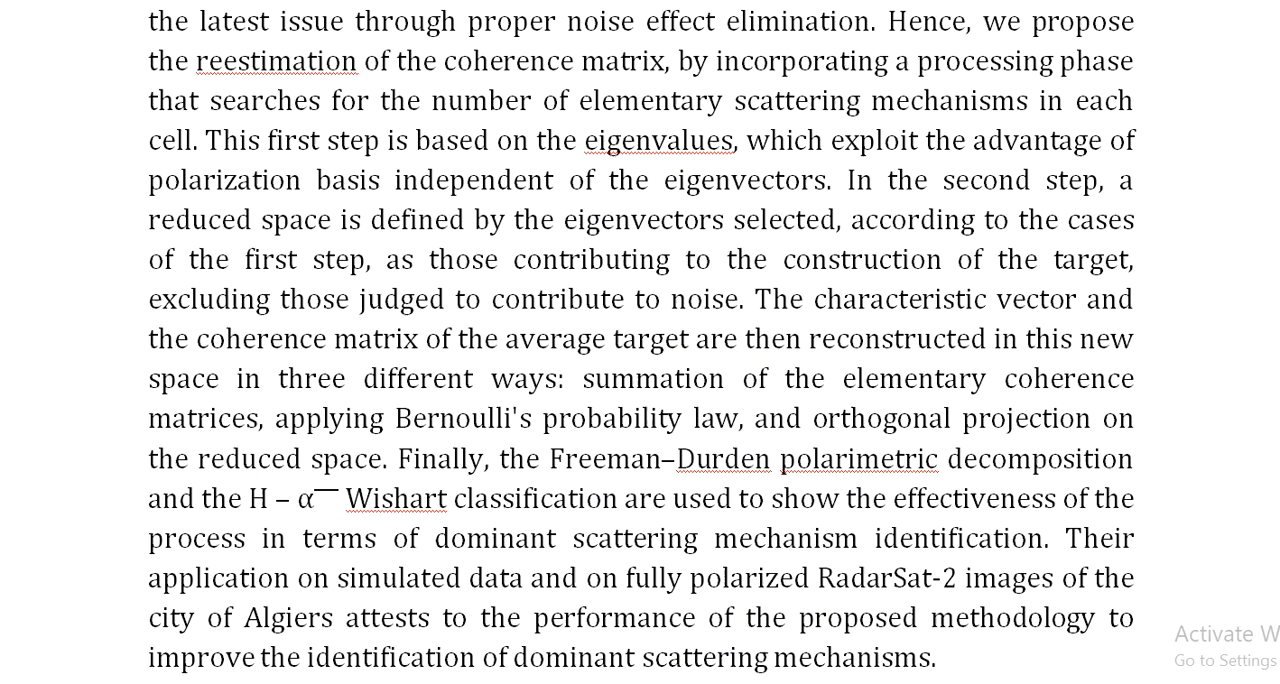 the latest issue through proper noise effect elimination. Hence, we propose
the reestimation of the coherence matrix, by incorporating a processing phase
that searches for the number of elementary scattering mechanisms in each
cell. This first step is based on the eigenvalues, which exploit the advantage of
polarization basis independent of the eigenvectors. In the second step, a
reduced space is defined by the eigenvectors selected, according to the cases
of the first step, as those contributing to the construction of the target,
excluding those judged to contribute to noise. The characteristic vector and
the coherence matrix of the average target are then reconstructed in this new
space in three different ways: summation of the elementary coherence
matrices, applying Bernoulli's probability law, and orthogonal projection on
the reduced space. Finally, the Freeman–Durden polarimetric decomposition
and the H – α¯ Wishart classification are used to show the effectiveness of the
process in terms of dominant scattering mechanism identification. Their
application on simulated data and on fully polarized RadarSat-2 images of the
city of Algiers attests to the performance of the proposed methodology to
improve the identification of dominant scattering mechanisms.
Activate W
Go to Settings